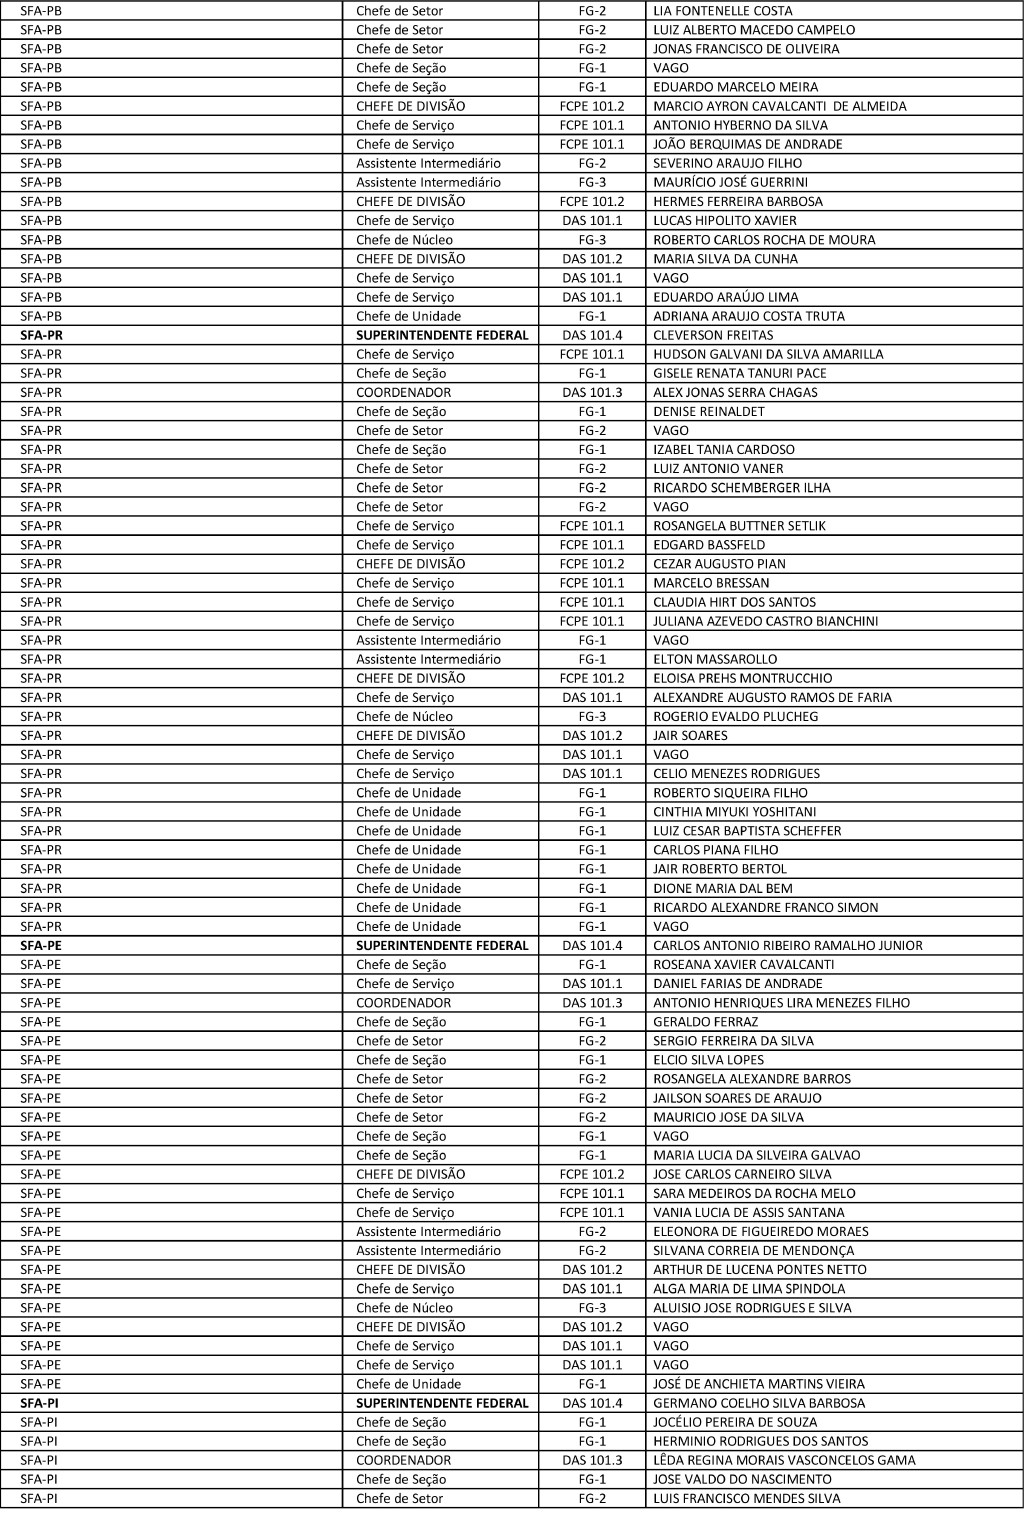 SFA-PB Chefe de Setor FG-2 LIA FONTENELLE COSTA
SFA-PB Chefe de Setor FG-2 LUIZ ALBERTO MACEDO CAMPELO
SFA-PB Chefe de Setor FG-2 JONAS FRANCISCO DE OLIVEIRA
SFA-PB Chefe de Seção FG-1 VAGO
SFA-PB Chefe de Seção FG-1 EDUARDO MARCELO MEIRA
SFA-PB CHEFE DE DIVISÃO FCPE 101.2 MARCIO AYRON CAVALCANTI DE ALMEIDA
SFA-PB Chefe de Serviço FCPE 101.1 ANTONIO HYBERNO DA SILVA
SFA-PB Chefe de Serviço FCPE 101.1 JOÃO BERQUIMAS DE ANDRADE
SFA-PB Assistente Intermediário FG-2 SEVERINO ARAUJO FILHO
SFA-PB Assistente Intermediário FG-3 MAURÍCIO JOSÉ GUERRINI
SFA-PB CHEFE DE DIVISÃO FCPE 101.2 HERMES FERREIRA BARBOSA
SFA-PB Chefe de Serviço DAS 101.1 LUCAS HIPOLITO XAVIER
SFA-PB Chefe de Núcleo FG-3 ROBERTO CARLOS ROCHA DE MOURA
SFA-PB CHEFE DE DIVISÃO DAS 101.2 MARIA SILVA DA CUNHA
SFA-PB Chefe de Serviço DAS 101.1 VAGO
SFA-PB Chefe de Serviço DAS 101.1 EDUARDO ARAÚJO LIMA
SFA-PB Chefe de Unidade FG-1 ADRIANA ARAUJO COSTA TRUTA
SFA-PR SUPERINTENDENTE FEDERAL DAS 101.4 CLEVERSON FREITAS
SFA-PR Chefe de Serviço FCPE 101.1 HUDSON GALVANI DA SILVA AMARILLA
SFA-PR Chefe de Seção FG-1 GISELE RENATA TANURI PACE
SFA-PR COORDENADOR DAS 101.3 ALEX JONAS SERRA CHAGAS
SFA-PR Chefe de Seção FG-1 DENISE REINALDET
SFA-PR Chefe de Setor FG-2 VAGO
SFA-PR Chefe de Seção FG-1 IZABEL TANIA CARDOSO
SFA-PR Chefe de Setor FG-2 LUIZ ANTONIO VANER
SFA-PR Chefe de Setor FG-2 RICARDO SCHEMBERGER ILHA
SFA-PR Chefe de Setor FG-2 VAGO
SFA-PR Chefe de Serviço FCPE 101.1 ROSANGELA BUTTNER SETLIK
SFA-PR Chefe de Serviço FCPE 101.1 EDGARD BASSFELD
SFA-PR CHEFE DE DIVISÃO FCPE 101.2 CEZAR AUGUSTO PIAN
SFA-PR Chefe de Serviço FCPE 101.1 MARCELO BRESSAN
SFA-PR Chefe de Serviço FCPE 101.1 CLAUDIA HIRT DOS SANTOS
SFA-PR Chefe de Serviço FCPE 101.1 JULIANA AZEVEDO CASTRO BIANCHINI
SFA-PR Assistente Intermediário FG-1 VAGO
SFA-PR Assistente Intermediário FG-1 ELTON MASSAROLLO
SFA-PR CHEFE DE DIVISÃO FCPE 101.2 ELOISA PREHS MONTRUCCHIO
SFA-PR Chefe de Serviço DAS 101.1 ALEXANDRE AUGUSTO RAMOS DE FARIA
SFA-PR Chefe de Núcleo FG-3 ROGERIO EVALDO PLUCHEG
SFA-PR CHEFE DE DIVISÃO DAS 101.2 JAIR SOARES
SFA-PR Chefe de Serviço DAS 101.1 VAGO
SFA-PR Chefe de Serviço DAS 101.1 CELIO MENEZES RODRIGUES
SFA-PR Chefe de Unidade FG-1 ROBERTO SIQUEIRA FILHO
SFA-PR Chefe de Unidade FG-1 CINTHIA MIYUKI YOSHITANI
SFA-PR Chefe de Unidade FG-1 LUIZ CESAR BAPTISTA SCHEFFER
SFA-PR Chefe de Unidade FG-1 CARLOS PIANA FILHO
SFA-PR Chefe de Unidade FG-1 JAIR ROBERTO BERTOL
SFA-PR Chefe de Unidade FG-1 DIONE MARIA DAL BEM
SFA-PR Chefe de Unidade FG-1 RICARDO ALEXANDRE FRANCO SIMON
SFA-PR Chefe de Unidade FG-1 VAGO
SFA-PE SUPERINTENDENTE FEDERAL DAS 101.4 CARLOS ANTONIO RIBEIRO RAMALHO JUNIOR
SFA-PE Chefe de Seção FG-1 ROSEANA XAVIER CAVALCANTI
SFA-PE Chefe de Serviço DAS 101.1 DANIEL FARIAS DE ANDRADE
SFA-PE COORDENADOR DAS 101.3 ANTONIO HENRIQUES LIRA MENEZES FILHO
SFA-PE Chefe de Seção FG-1 GERALDO FERRAZ
SFA-PE Chefe de Setor FG-2 SERGIO FERREIRA DA SILVA
SFA-PE Chefe de Seção FG-1 ELCIO SILVA LOPES
SFA-PE Chefe de Setor FG-2 ROSANGELA ALEXANDRE BARROS
SFA-PE Chefe de Setor FG-2 JAILSON SOARES DE ARAUJO
SFA-PE Chefe de Setor FG-2 MAURICIO JOSE DA SILVA
SFA-PE Chefe de Seção FG-1 VAGO
SFA-PE Chefe de Seção FG-1 MARIA LUCIA DA SILVEIRA GALVAO
SFA-PE CHEFE DE DIVISÃO FCPE 101.2 JOSE CARLOS CARNEIRO SILVA
SFA-PE Chefe de Serviço FCPE 101.1 SARA MEDEIROS DA ROCHA MELO
SFA-PE Chefe de Serviço FCPE 101.1 VANIA LUCIA DE ASSIS SANTANA
SFA-PE Assistente Intermediário FG-2 ELEONORA DE FIGUEIREDO MORAES
SFA-PE Assistente Intermediário FG-2 SILVANA CORREIA DE MENDONÇA
SFA-PE CHEFE DE DIVISÃO DAS 101.2 ARTHUR DE LUCENA PONTES NETTO
SFA-PE Chefe de Serviço DAS 101.1 ALGA MARIA DE LIMA SPINDOLA
SFA-PE Chefe de Núcleo FG-3 ALUISIO JOSE RODRIGUES E SILVA
SFA-PE CHEFE DE DIVISÃO DAS 101.2 VAGO
SFA-PE Chefe de Serviço DAS 101.1 VAGO
SFA-PE Chefe de Serviço DAS 101.1 VAGO
SFA-PE Chefe de Unidade FG-1 JOSÉ DE ANCHIETA MARTINS VIEIRA
SFA-PI SUPERINTENDENTE FEDERAL DAS 101.4 GERMANO COELHO SILVA BARBOSA
SFA-PI Chefe de Seção FG-1 JOCÉLIO PEREIRA DE SOUZA
SFA-PI Chefe de Seção FG-1 HERMINIO RODRIGUES DOS SANTOS
SFA-PI COORDENADOR DAS 101.3 LÊDA REGINA MORAIS VASCONCELOS GAMA
SFA-PI Chefe de Seção FG-1 JOSE VALDO DO NASCIMENTO
SFA-PI Chefe de Setor FG-2 LUIS FRANCISCO MENDES SILVA